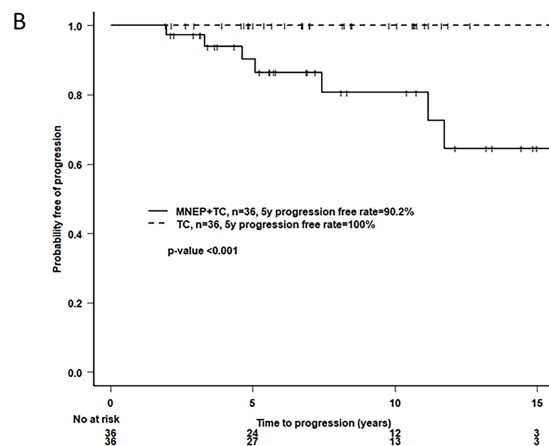 B
Probability free of progression
1.0
0.8
0.6
0.4
0.2
0.0
MNEP+TC, n=36, 5y progression free rate=90.2%
TC, n=36, 5y progression free rate=100%
p-value <0.001
0 5 10 15
No at risk Time to progression (years)
36 24 12 3
36 27 13 3